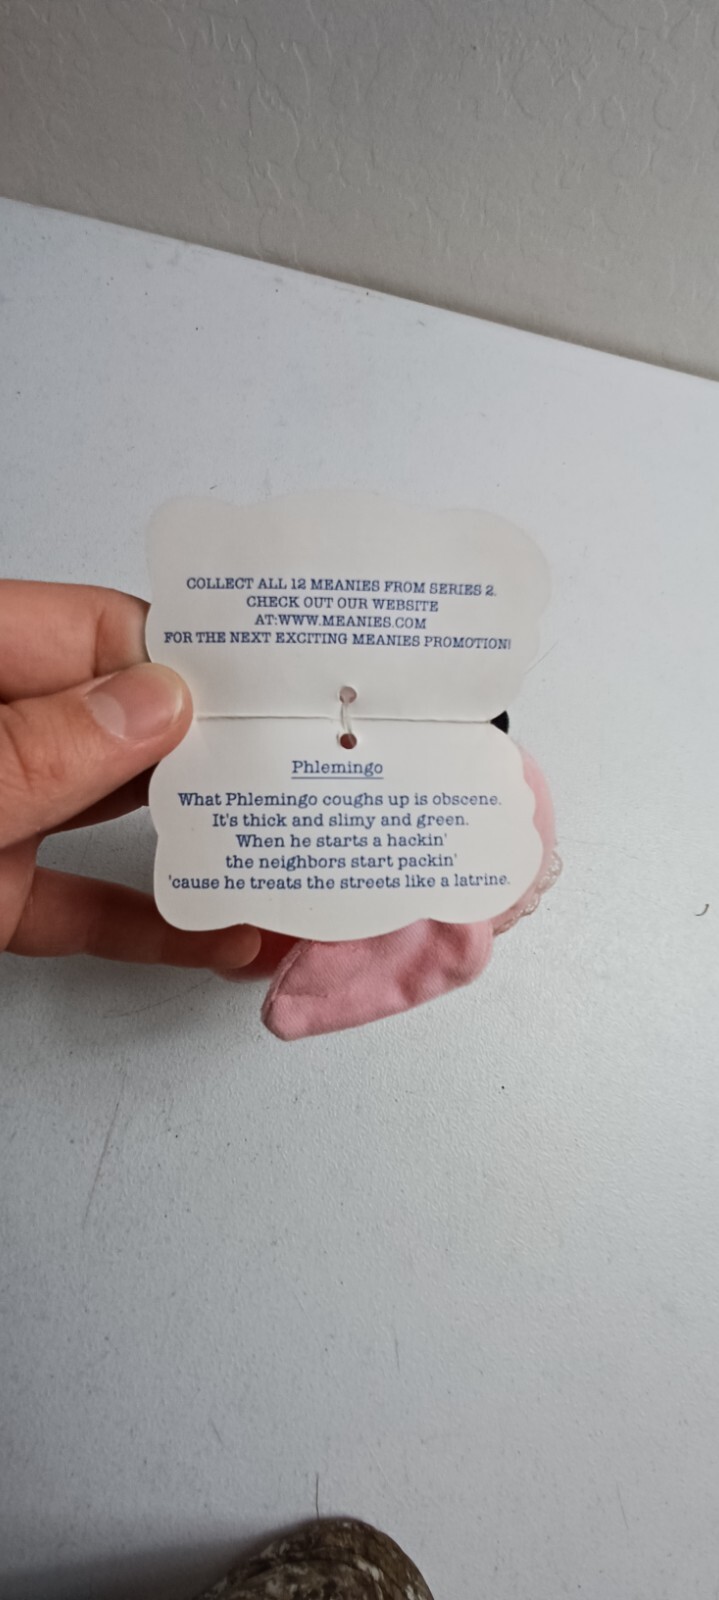 COLLECT ALL 12 MEANIES FROM SERIES 2.
CHECK OUT OUR WEBSITE
AT:WWW.MEANIES.COM
FOR THE NEXT EXCITING MEANIES PROMOTION!
Phlemingo
What Phlemingo coughs up is obscene.
It's thick and slimy and green.
When he starts a hackin'
the neighbors start packin'
'cause he treats the streets like a latrine.